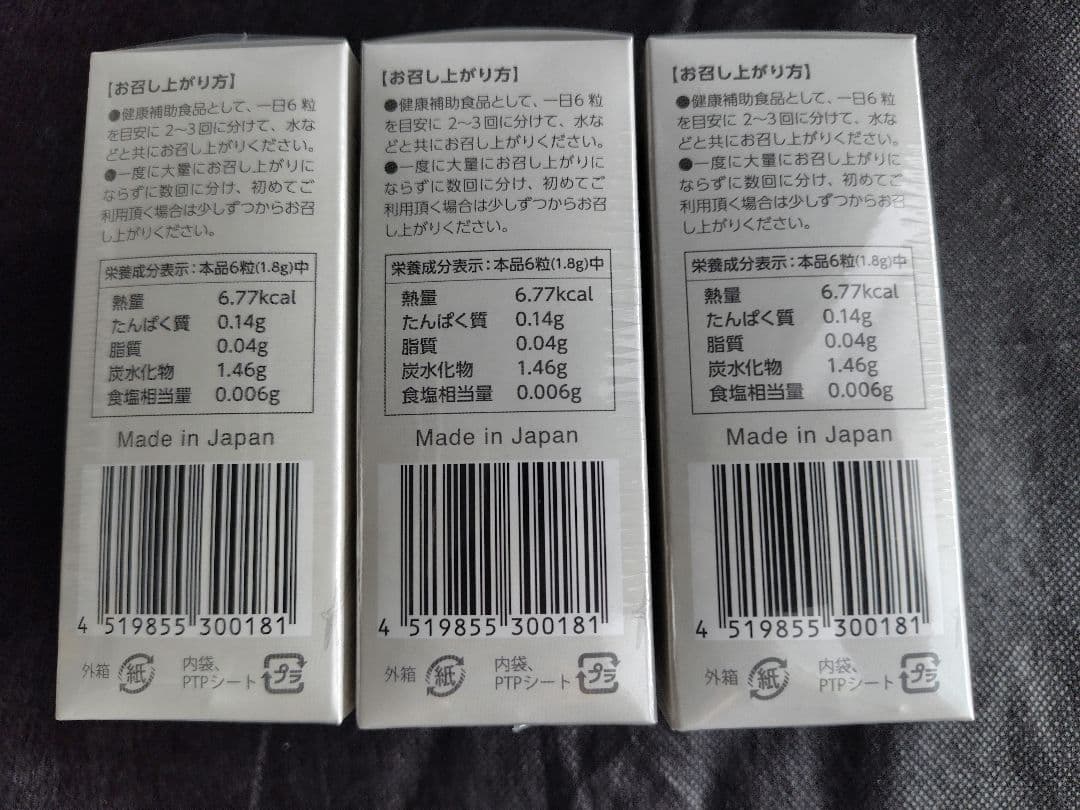 【お召し上がり方】
●健康補助食品として、一日6粒
を目安に2～3回に分けて、水な
どと共にお召し上がりください。
●一度に大量にお召し上がりに
ならずに数回に分け、初めてご
利用頂く場合は少しずつからお召
し上がりください。
栄養成分表示：本品6粒(1.8g)中
熱量 6.77kcal
たんぱく質 0.14g
脂質 0.04g
炭水化物 1.46g
食塩相当量 0.006g
Made in Japan
4 519855 300181
外箱 紙 内袋、
PTPシート プラ
【お召し上がり方】
●健康補助食品として、一日6粒
を目安に2～3回に分けて、水な
どと共にお召し上がりください。
●一度に大量にお召し上がりに
ならずに数回に分け、初めてご
利用頂く場合は少しずつからお召
し上がりください。
栄養成分表示：本品6粒(1.8g)中
熱量 6.77kcal
たんぱく質 0.14g
脂質 0.04g
炭水化物 1.46g
食塩相当量 0.006g
Made in Japan
4 519855 300181
外箱 紙 内袋、
PTPシート プラ
【お召し上がり方】
●健康補助食品として、一日6粒
を目安に2～3回に分けて、水な
どと共にお召し上がりください。
●一度に大量にお召し上がりに
ならずに数回に分け、初めてご
利用頂く場合は少しずつからお召
し上がりください。
栄養成分表示：本品6粒(1.8g)中
熱量 6.77kcal
たんぱく質 0.14g
脂質 0.04g
炭水化物 1.46g
食塩相当量 0.006g
Made in Japan
4 519855 300181
外箱 紙 内袋、
PTPシート プラ